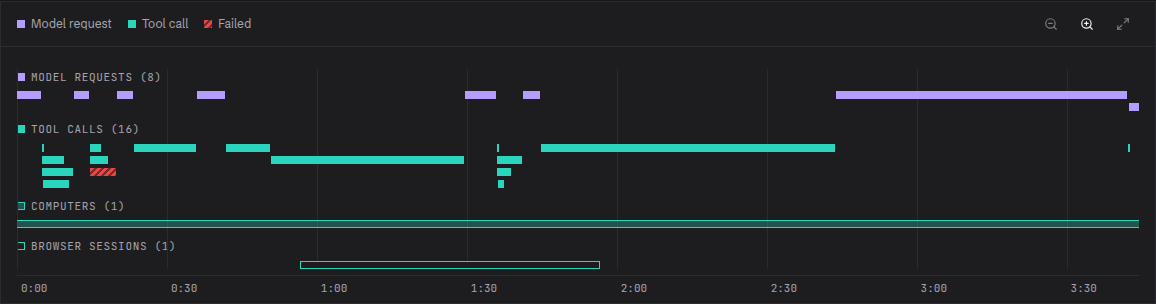 Model request Tool call Failed
MODEL REQUESTS (8)
TOOL CALLS (16)
COMPUTERS (1)
BROWSER SESSIONS (1)
0:00 0:30 1:00 1:30 2:00 2:30 3:00 3:30